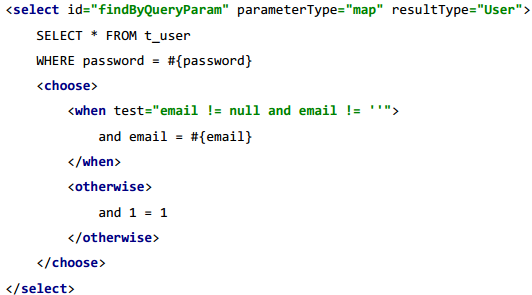 <select id="findByQueryParam" parameterType="map" resultType="User">
    SELECT * FROM t_user
    WHERE password = #{password}
    <choose>
        <when test="email != null and email != ''">
            and email = #{email}
        </when>
        <otherwise>
            and 1 = 1
        </otherwise>
    </choose>
</select>